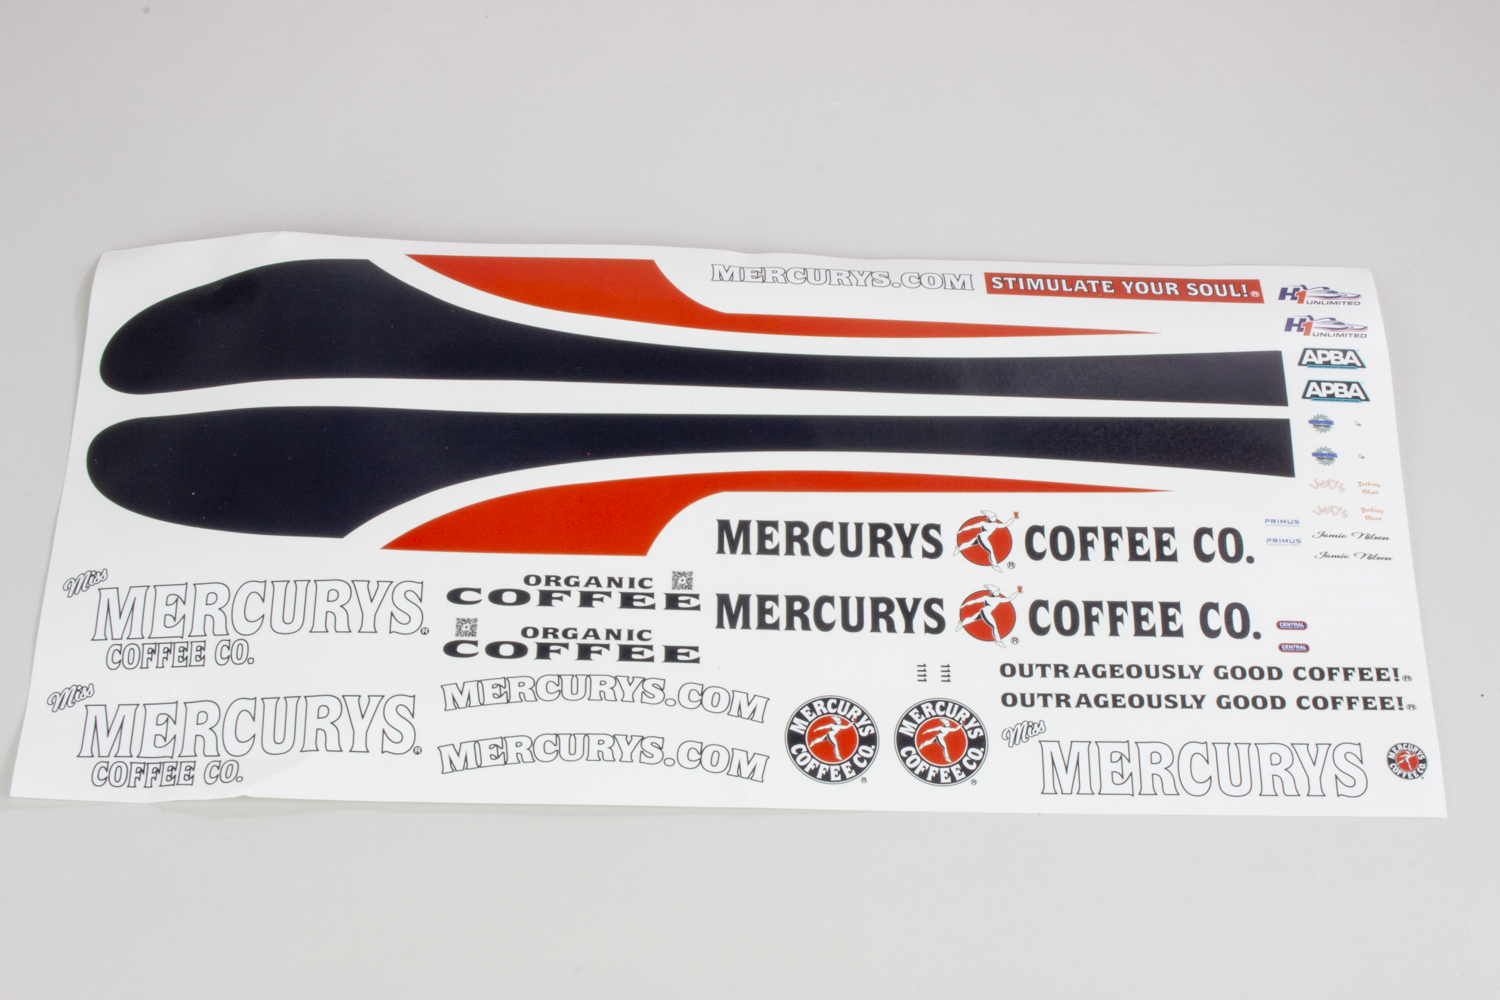 MERCURYS.COM
STIMULATE YOUR SOUL!®
H1 UNLIMITED
H1 UNLIMITED
APBA
APBA
PRIMUS
PRIMUS
Jamie Nilsen
Jamie Nilsen
MERCURYS COFFEE CO.
®
MERCURYS COFFEE CO.
®
CENTRAL
CENTRAL
Miss
MERCURYS®
COFFEE CO.
ORGANIC
COFFEE
ORGANIC
COFFEE
OUTRAGEOUSLY GOOD COFFEE!®
OUTRAGEOUSLY GOOD COFFEE!®
Miss
MERCURYS®
COFFEE CO.
MERCURYS.COM
MERCURYS.COM
MERCURYS
COFFEE CO.
®
MERCURYS
COFFEE CO.
®
Miss
MERCURYS
MERCURYS
COFFEE CO.